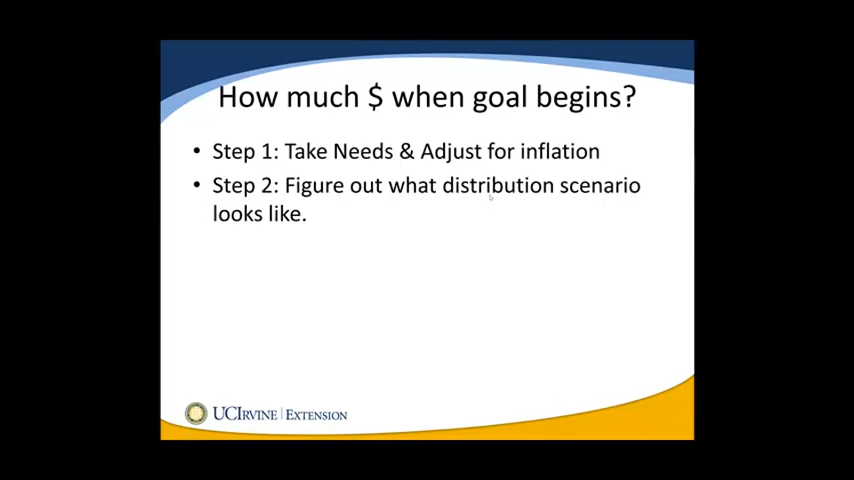 How much $ when goal begins?
• Step 1: Take Needs & Adjust for inflation
• Step 2: Figure out what distribution scenario
looks like.
UCIRVINE | EXTENSION